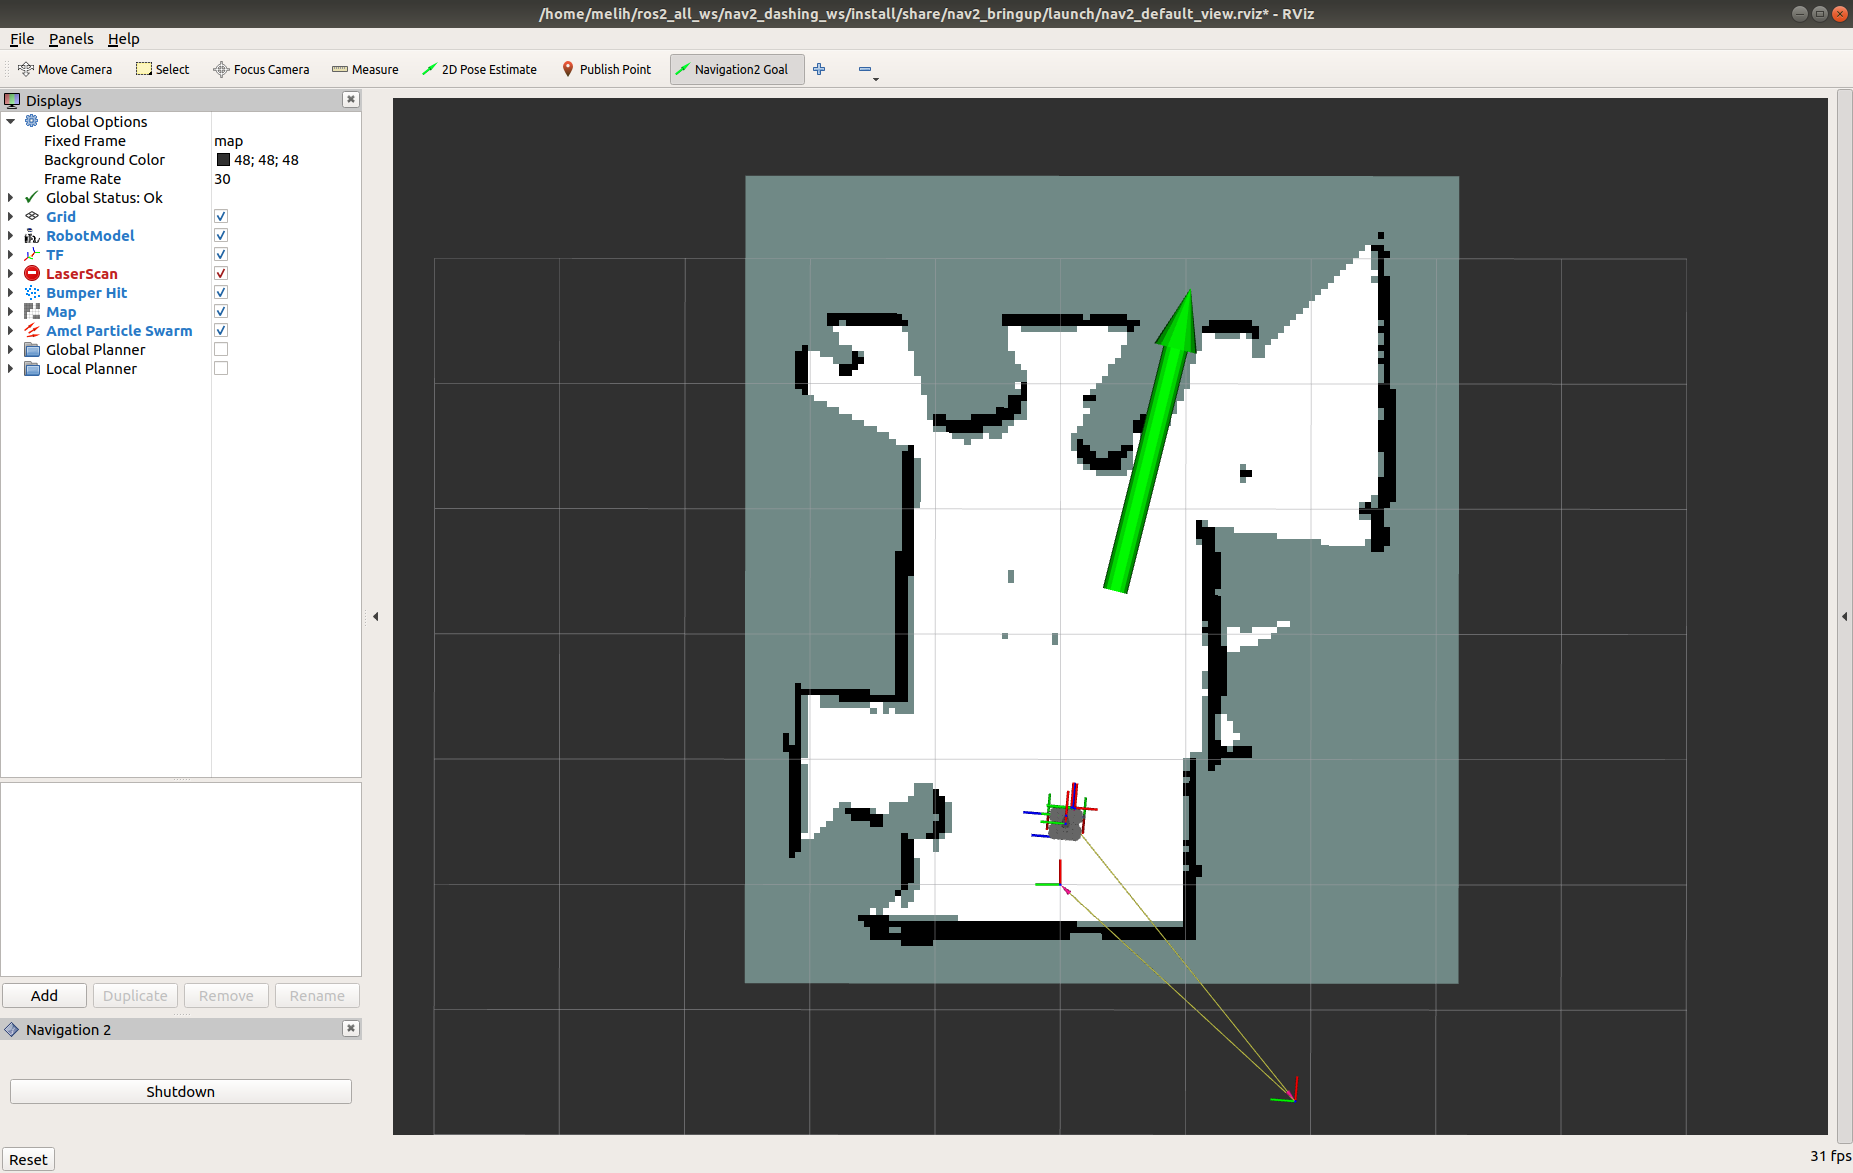 /home/melih/ros2_all_ws/nav2_dashing_ws/install/share/nav2_bringup/launch/nav2_default_view.rviz* - RViz
File Panels Help
Move Camera Select Focus Camera Measure 2D Pose Estimate Publish Point Navigation2 Goal
Displays
Global Options
Fixed Frame map
Background Color 48; 48; 48
Frame Rate 30
Global Status: Ok
Grid
RobotModel
TF
LaserScan
Bumper Hit
Map
Amcl Particle Swarm
Global Planner
Local Planner
Add Duplicate Remove Rename
Navigation 2
Shutdown
Reset
31 fps